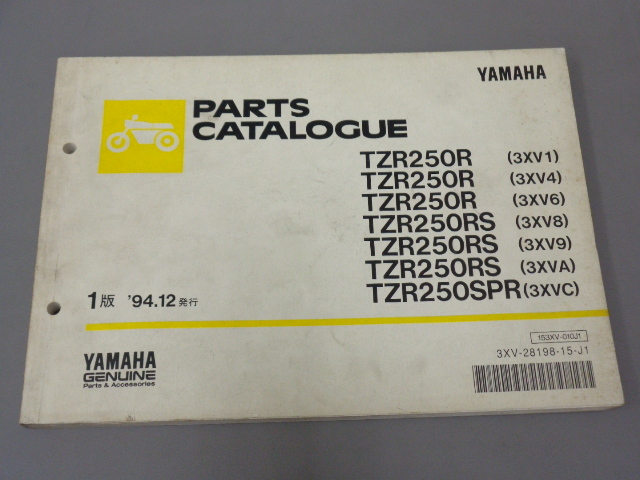 YAMAHA
PARTS
CATALOGUE
TZR250R (3XV1)
TZR250R (3XV4)
TZR250R (3XV6)
TZR250RS (3XV8)
TZR250RS (3XV9)
TZR250RS (3XVA)
TZR250SPR (3XVC)
1版 '94.12 発行
153XV-010J1
3XV-28198-15-J1
YAMAHA
GENUINE
Parts & Accessories